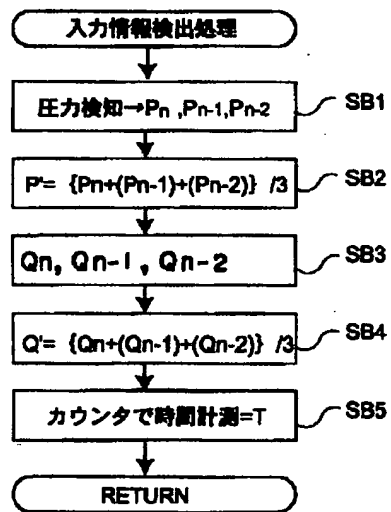 入力情報検出処理
圧力検知→Pn ,Pn-1,Pn-2
SB1
P'= {Pn+(Pn-1)+(Pn-2)} /3
SB2
Qn, Qn-1, Qn-2
SB3
Q'= {Qn+(Qn-1)+(Qn-2)} /3
SB4
カウンタで時間計測=T
SB5
RETURN